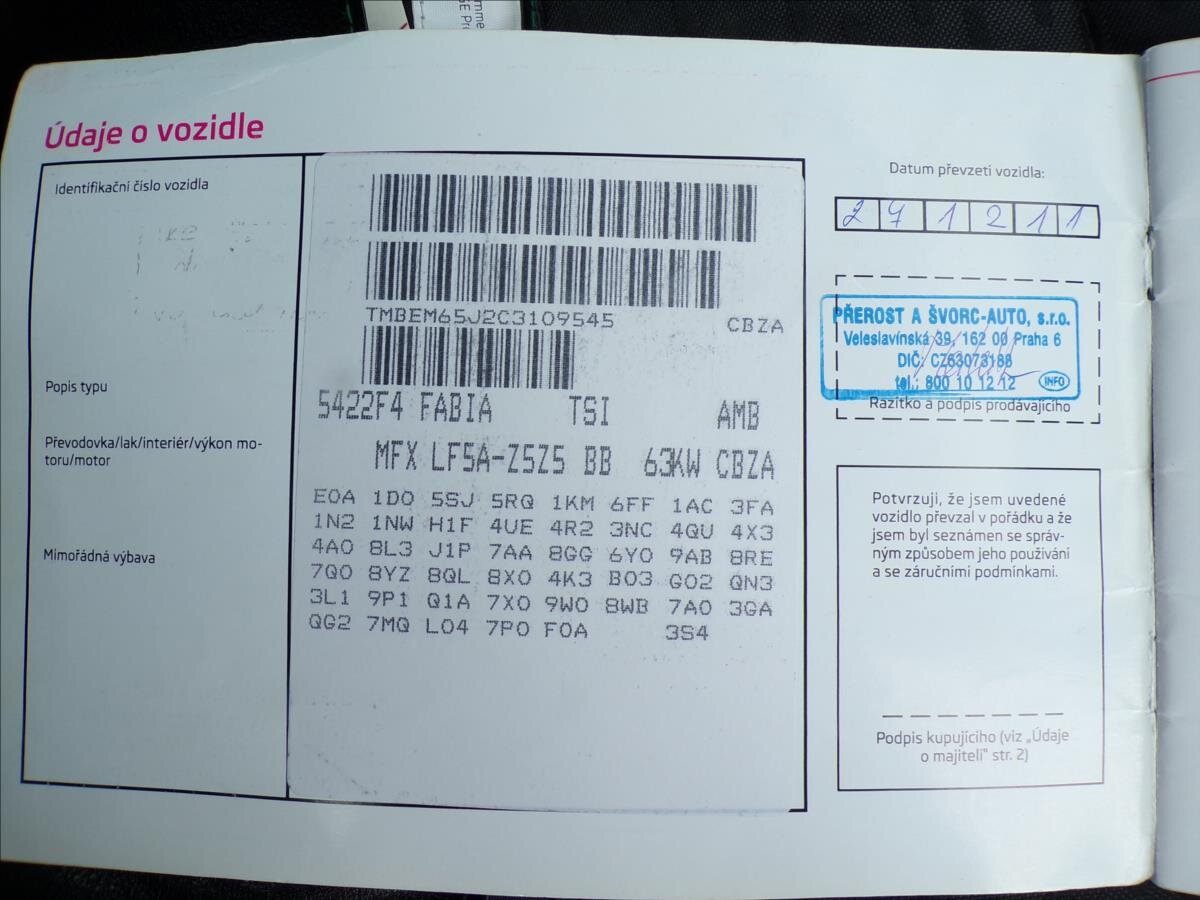 Údaje o vozidle
Identifikační číslo vozidla
TMBEM65J2C3109545
CBZA
Popis typu
5422F4 FABIA TSI AMB
Převodovka/lak/interiér/výkon mo-
toru/motor
MFX LF5A-Z5Z5 BB 63KW CBZA
Mimořádná výbava
E0A 1D0 5SJ 5RQ 1KM 6FF 1AC 3FA
1N2 1NW H1F 4UE 4R2 3NC 4QU 4X3
4A0 8L3 J1P 7AA 8GG 6Y0 9AB 8RE
7Q0 8YZ 8QL 8X0 4K3 B03 G02 QN3
3L1 9P1 Q1A 7X0 9W0 8WB 7A0 3GA
QG2 7MQ L04 7P0 F0A 3S4
Datum převzetí vozidla:
2 7 1 2 1 1
PŘEROST A ŠVORC-AUTO, s.r.o.
Veleslavínská 39, 162 00 Praha 6
DIČ: CZ63073188
tel.: 800 10 12 12 INFO
Razítko a podpis prodávajícího
Potvrzuji, že jsem uvedené
vozidlo převzal v pořádku a že
jsem byl seznámen se správ-
ným způsobem jeho používání
a se záručními podmínkami.
Podpis kupujícího (viz „Údaje
o majiteli“ str. 2)